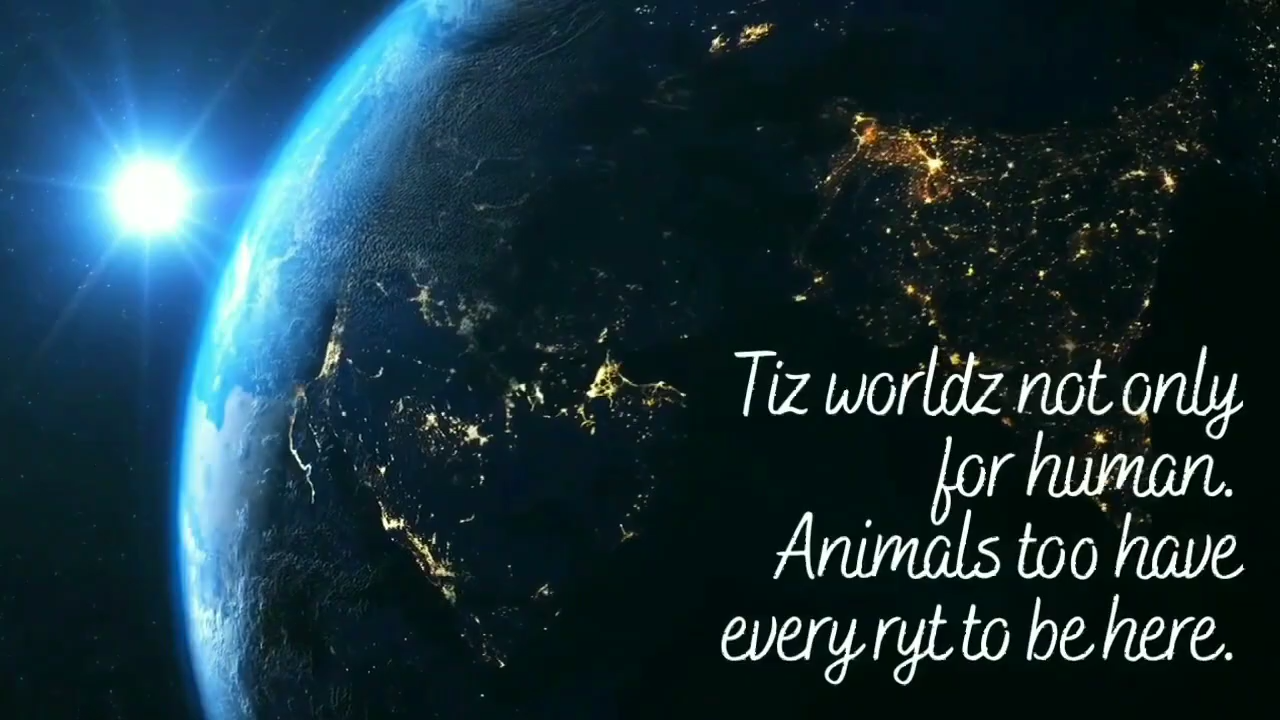 Tiz worldz not only
for human.
Animals too have
every ryt to be here.